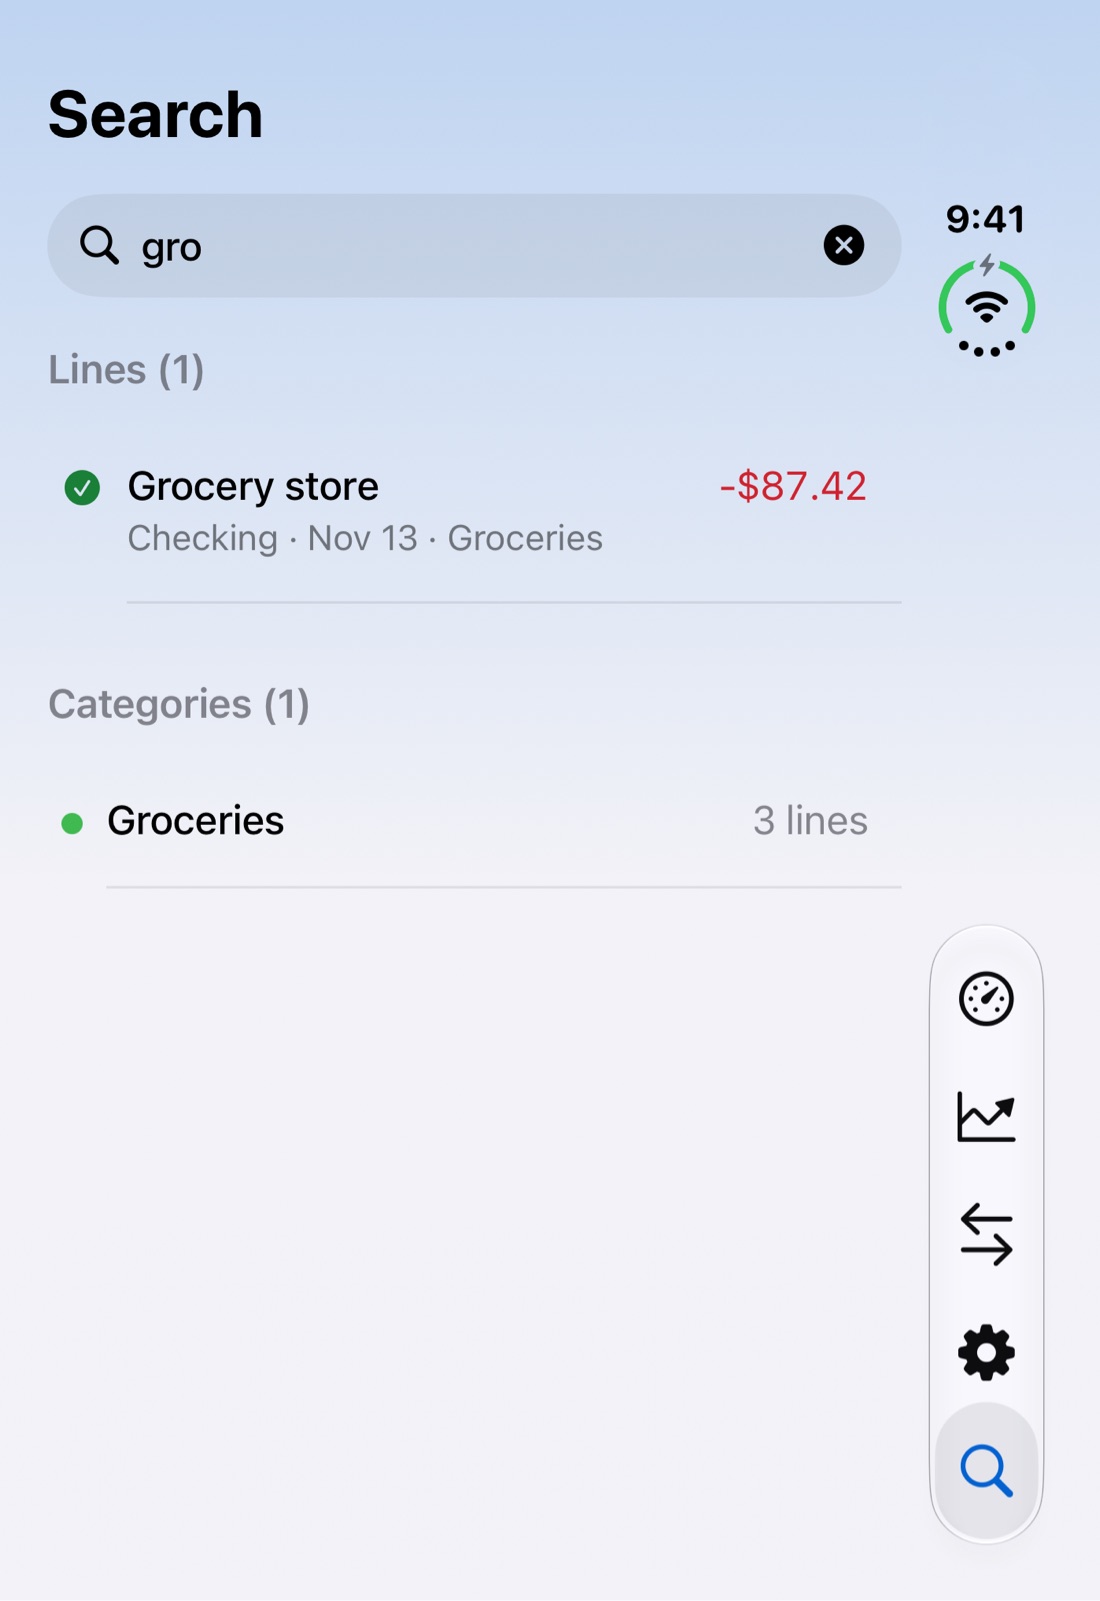 Search
gro
9:41
Lines (1)
Grocery store
-$87.42
Checking · Nov 13 · Groceries
Categories (1)
Groceries
3 lines